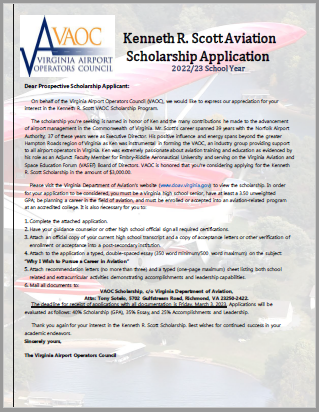 VAOC
VIRGINIA AIRPORT
OPERATORS COUNCIL
Kenneth R. Scott Aviation
Scholarship Application
2022/23 School Year
Dear Prospective Scholarship Applicant:
On behalf of the Virginia Airport Operators Council (VAOC), we would like to express our appreciation for your
interest in the Kenneth R. Scott VAOC Scholarship Program.
The scholarship you're seeking is named in honor of Ken and the many contributions he made to the advancement
of airport management in the Commonwealth of Virginia. Mr. Scott's career spanned 39 years with the Norfolk Airport
Authority, 37 of these years were as Executive Director. His positive influence and energy spans beyond the greater
Hampton Roads region of Virginia as Ken was instrumental in forming the VAOC, an industry group providing support
to all airport operators in Virginia. Ken was extremely passionate about aviation training and education as evidenced by
his role as an Adjunct Faculty Member for Embry-Riddle Aeronautical University and serving on the Virginia Aviation and
Space Education Forum (VASEF) Board of Directors. VAOC is honored that you're considering applying for the Kenneth
R. Scott Scholarship in the amount of $3,000.00.
Please visit the Virginia Department of Aviation's website (www.doav.virginia.gov) to view the scholarship. In order
for your application to be considered, you must be a Virginia high school senior, have at least a 3.50 unweighted
GPA, be planning a career in the field of aviation, and must be enrolled or accepted into an aviation-related program
at an accredited college. It is also necessary for you to:
1. Complete the attached application.
2. Have your guidance counselor or other high school official sign all required certifications.
3. Attach an official copy of your current high school transcript and a copy of acceptance letters or other verification of
enrollment or acceptance into a post-secondary institution.
4. Attach to the application a typed, double-spaced essay (350 word minimum/500 word maximum) on the subject:
"Why I Wish to Pursue a Career in Aviation"
5. Attach recommendation letters (no more than three) and a typed (one-page maximum) sheet listing both school
related and extracurricular activities demonstrating accomplishments and leadership capabilities.
6. Mail all documents to:
VAOC Scholarship, c/o Virginia Department of Aviation,
Attn: Tony Sotelo, 5702 Gulfstream Road, Richmond, VA 23250-2422.
The deadline for receipt of applications with all documentation is Friday, March 3, 2023. Applications will be
evaluated as follows: 40% Scholarship (GPA), 35% Essay, and 25% Accomplishments and Leadership.
Thank you again for your interest in the Kenneth R. Scott Scholarship. Best wishes for continued success in your
academic endeavors.
Sincerely yours,
The Virginia Airport Operators Council